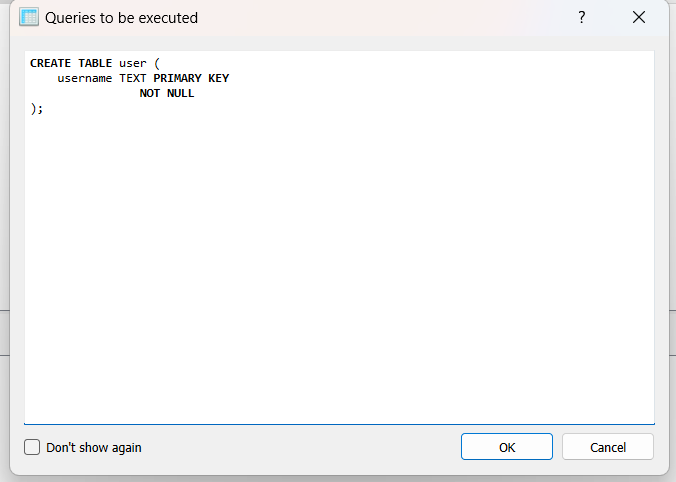 Queries to be executed
?
CREATE TABLE user (
    username TEXT PRIMARY KEY
                  NOT NULL
);
Don't show again
OK
Cancel